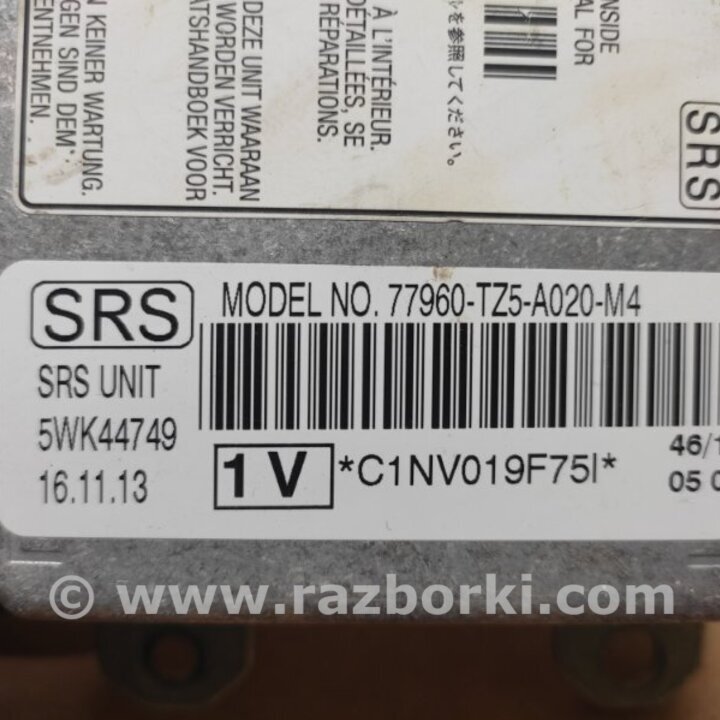 N KEINER WARTUNG.
GEN SIND DEM
ENTNEHMEN.
DEZE UNIT WAARAAN
WORDEN VERRICHT.
ATSHANDBOEK VOOR
À L'INTÉRIEUR.
DÉTAILLÉES, SE
RÉPARATIONS.
を参照してください。
INSIDE
AL FOR
SRS
SRS
MODEL NO. 77960-TZ5-A020-M4
SRS UNIT
5WK44749
16.11.13
1 V
*C1NV019F75I*
46/1
05 0
© www.razborki.com